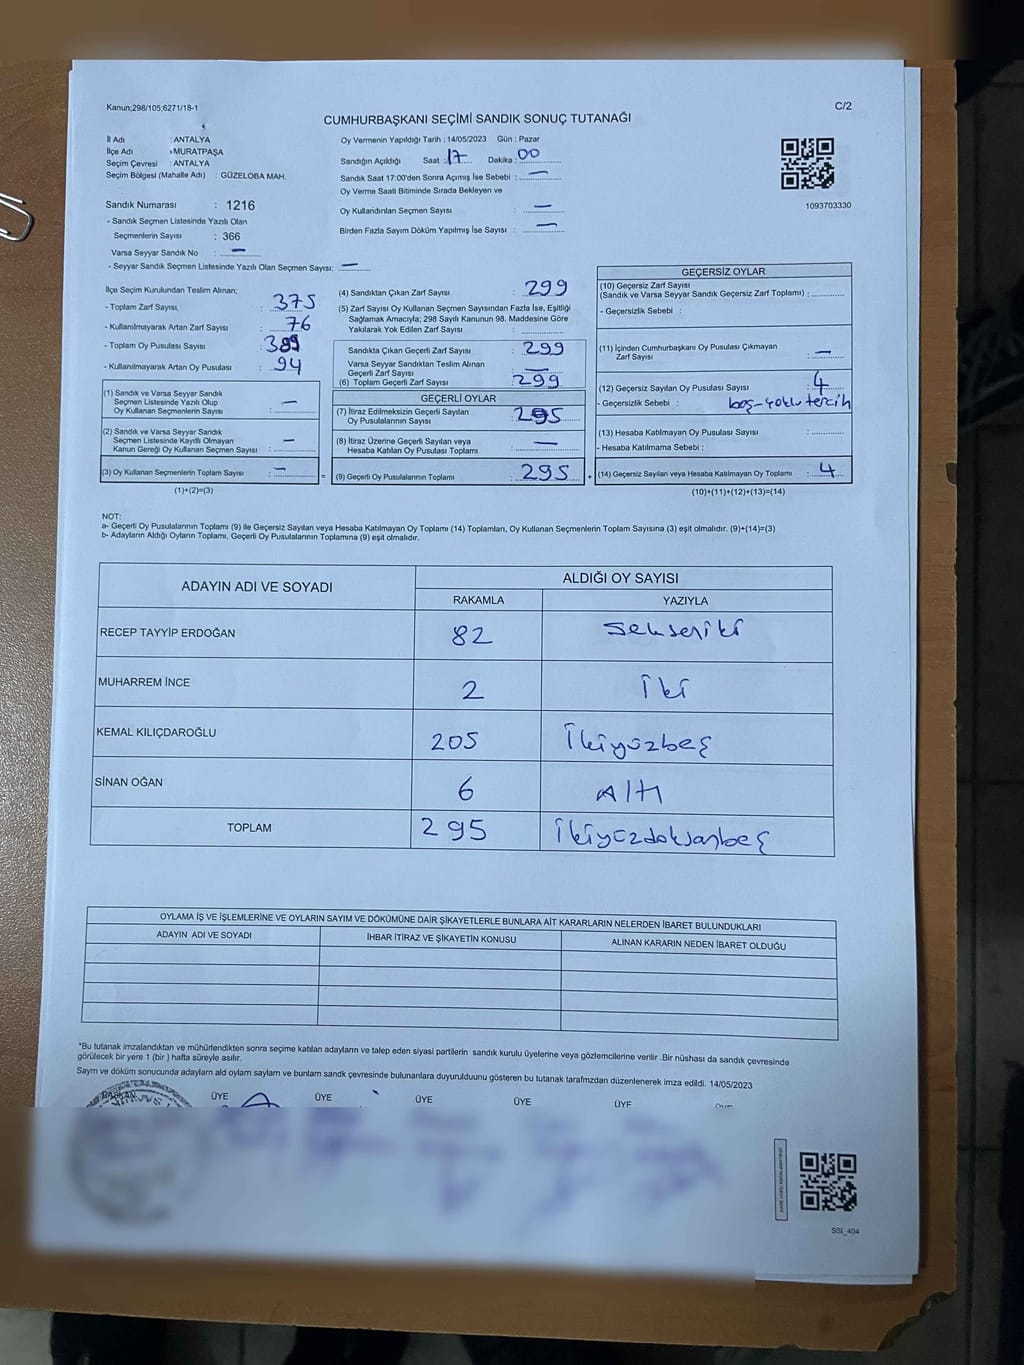 Kanun:298/105;6271/18-1
C/2
CUMHURBAŞKANI SEÇİMİ SANDIK SONUÇ TUTANAĞI
İl Adı : ANTALYA
İlçe Adı : MURATPAŞA
Seçim Çevresi : ANTALYA
Seçim Bölgesi (Mahalle Adı) : GÜZELOBA MAH.
Sandık Numarası : 1216
- Sandık Seçmen Listesinde Yazılı Olan
Seçmenlerin Sayısı : 366
Varsa Seyyar Sandık No : —
- Seyyar Sandık Seçmen Listesinde Yazılı Olan Seçmen Sayısı: —
Oy Vermenin Yapıldığı Tarih : 14/05/2023 Gün : Pazar
Sandığın Açıldığı Saat : 17 Dakika : 00
Sandık Saat 17:00'den Sonra Açılmış İse Sebebi : —
Oy Verme Saati Bitiminde Sırada Bekleyen ve
Oy Kullandırılan Seçmen Sayısı : —
Birden Fazla Sayım Döküm Yapılmış İse Sayısı : —
1093703330
İlçe Seçim Kurulundan Teslim Alınan;
- Toplam Zarf Sayısı, : 375
- Kullanılmayarak Artan Zarf Sayısı : 76
- Toplam Oy Pusulası Sayısı : 389
- Kullanılmayarak Artan Oy Pusulası : 94
(1) Sandık ve Varsa Seyyar Sandık
Seçmen Listesinde Yazılı Olup
Oy Kullanan Seçmenlerin Sayısı : —
(2) Sandık ve Varsa Seyyar Sandık
Seçmen Listesinde Kayıtlı Olmayan
Kanun Gereği Oy Kullanan Seçmen Sayısı : —
(3) Oy Kullanan Seçmenlerin Toplam Sayısı : —
(1)+(2)=(3)
(4) Sandıktan Çıkan Zarf Sayısı : 299
(5) Zarf Sayısı Oy Kullanan Seçmen Sayısından Fazla İse, Eşitliği
Sağlamak Amacıyla; 298 Sayılı Kanunun 98. Maddesine Göre
Yakılarak Yok Edilen Zarf Sayısı :
Sandıkta Çıkan Geçerli Zarf Sayısı : 299
Varsa Seyyar Sandıktan Teslim Alınan
Geçerli Zarf Sayısı : —
(6) Toplam Geçerli Zarf Sayısı : 299
GEÇERLİ OYLAR
(7) İtiraz Edilmeksizin Geçerli Sayılan
Oy Pusulasının Sayısı : 295
(8) İtiraz Üzerine Geçerli Sayılan veya
Hesaba Katılan Oy Pusulası Toplamı : —
= (9) Geçerli Oy Pusulalarının Toplamı : 295 +
GEÇERSİZ OYLAR
(10) Geçersiz Zarf Sayısı
(Sandık ve Varsa Seyyar Sandık Geçersiz Zarf Toplamı) :
- Geçersizlik Sebebi :
(11) İçinden Cumhurbaşkanı Oy Pusulası Çıkmayan
Zarf Sayısı : —
(12) Geçersiz Sayılan Oy Pusulası Sayısı : 4
- Geçersizlik Sebebi : boş-çoklu tercih
(13) Hesaba Katılmayan Oy Pusulası Sayısı :
- Hesaba Katılmama Sebebi :
(14) Geçersiz Sayılan veya Hesaba Katılmayan Oy Toplamı : 4
(10)+(11)+(12)+(13)=(14)
NOT:
a- Geçerli Oy Pusulalarının Toplamı (9) ile Geçersiz Sayılan veya Hesaba Katılmayan Oy Toplamı (14) Toplamları, Oy Kullanan Seçmenlerin Toplam Sayısına (3) eşit olmalıdır. (9)+(14)=(3)
b- Adayların Aldığı Oyların Toplamı, Geçerli Oy Pusulalarının Toplamına (9) eşit olmalıdır.
ADAYIN ADI VE SOYADI ALDIĞI OY SAYISI
RAKAMLA YAZIYLA
RECEP TAYYİP ERDOĞAN 82 Seksen iki
MUHARREM İNCE 2 İki
KEMAL KILIÇDAROĞLU 205 İkiyüzbeş
SİNAN OĞAN 6 Altı
TOPLAM 295 İkiyüzdoksanbeş
OYLAMA İŞ VE İŞLEMLERİNE VE OYLARIN SAYIM VE DÖKÜMÜNE DAİR ŞİKAYETLERLE BUNLARA AİT KARARLARIN NELERDEN İBARET BULUNDUKLARI
ADAYIN ADI VE SOYADI İHBAR İTİRAZ VE ŞİKAYETİN KONUSU ALINAN KARARIN NEDEN İBARET OLDUĞU
*Bu tutanak imzalandıktan ve mühürlendikten sonra seçime katılan adayların ve talep eden siyasi partilerin sandık kurulu üyelerine veya gözlemcilerine verilir .Bir nüshası da sandık çevresinde
görülecek bir yere 1 (bir ) hafta süreyle asılır.
Sayım ve döküm sonucunda adayların ald oylam saylam ve bunlarn sandk çevresinde bulunanlara duyurulduunu gösteren bu tutanak tarafmzdan düzenlenerek imza edildi. 14/05/2023
BAŞKAN ÜYE ÜYE ÜYE ÜYE ÜYE
SSI_404